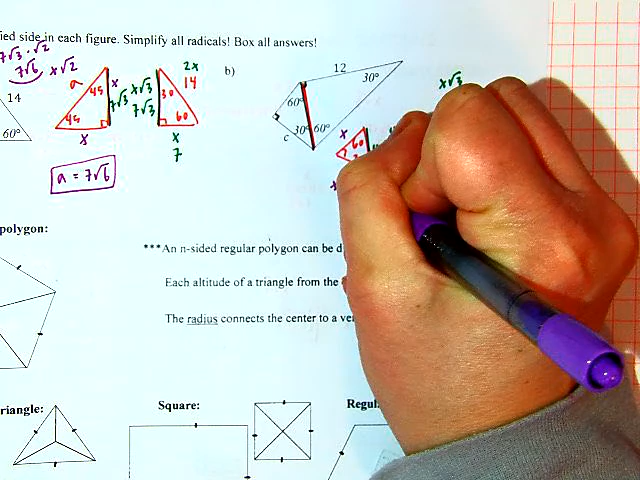 fied side in each figure. Simplify all radicals! Box all answers!
7√3 · √2
7√6
x√2
14
60°
a
45
x
45
7√3
x
x√3
7√3
30
2x
14
60
x
7
a = 7√6
b)
12
30°
60°
30°
60°
c
x
60
x√3
polygon:
***An n-sided regular polygon can be d
Each altitude of a triangle from the
The radius connects the center to a ve
riangle:
Square:
Regul